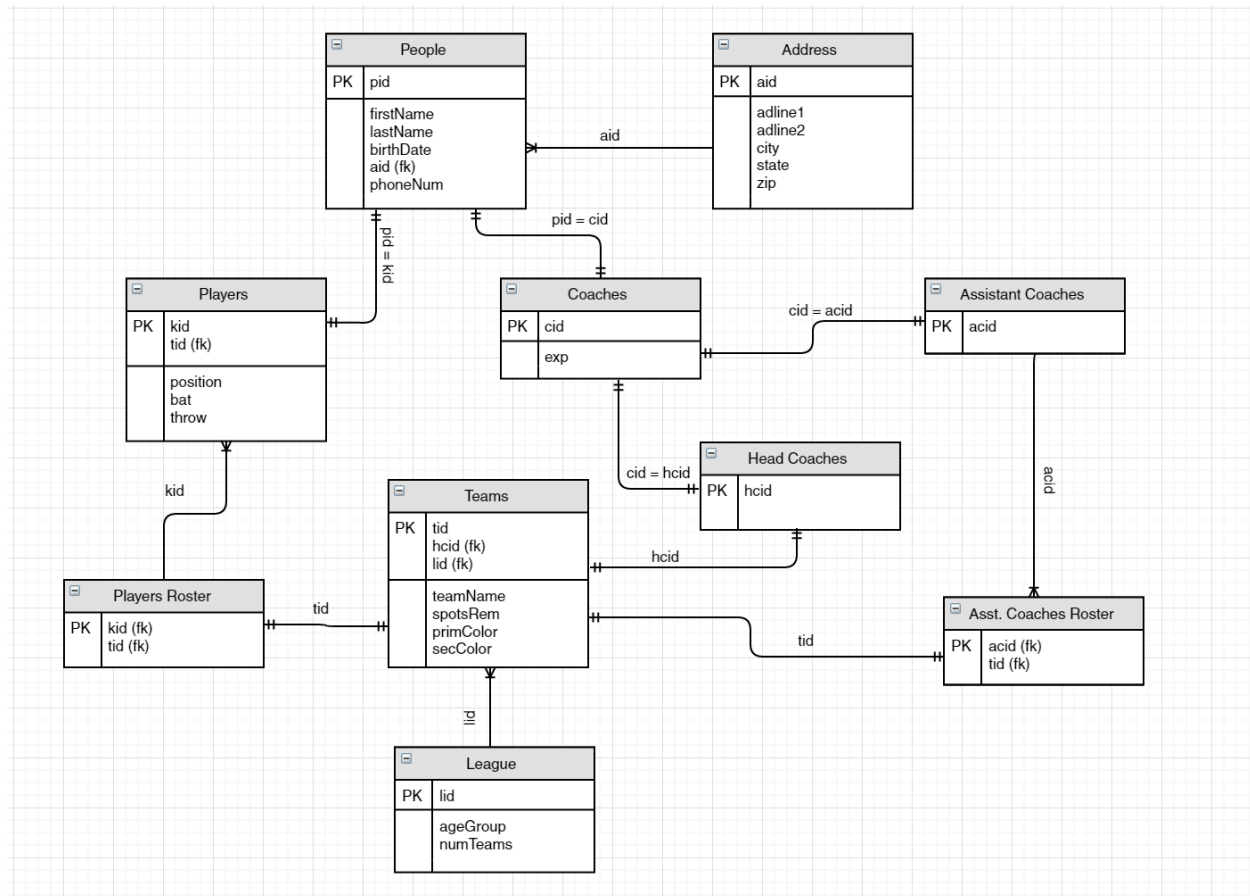 People
PK pid
firstName
lastName
birthDate
aid (fk)
phoneNum
Address
PK aid
adline1
adline2
city
state
zip
aid
pid = cid
pid = kid
Players
PK kid
tid (fk)
position
bat
throw
Coaches
PK cid
exp
cid = acid
Assistant Coaches
PK acid
cid = hcid
Head Coaches
PK hcid
acid
kid
Teams
PK tid
hcid (fk)
lid (fk)
teamName
spotsRem
primColor
secColor
hcid
Players Roster
PK kid (fk)
tid (fk)
tid
tid
Asst. Coaches Roster
PK acid (fk)
tid (fk)
lid
League
PK lid
ageGroup
numTeams